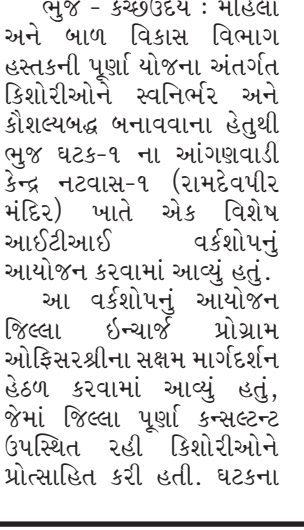 ભુજ - કચ્છઉદય : મહિલા
અને બાળ વિકાસ વિભાગ
હસ્તકની પૂર્ણા યોજના અંતર્ગત
કિશોરીઓને સ્વનિર્ભર અને
કૌશલ્યબદ્ધ બનાવવાના હેતુથી
ભુજ ઘટક-૧ ના આંગણવાડી
કેન્દ્ર નટવાસ-૧ (રામદેવપીર
મંદિર) ખાતે એક વિશેષ
આઈટીઆઈ વર્કશોપનું
આયોજન કરવામાં આવ્યું હતું.
આ વર્કશોપનું આયોજન
જિલ્લા ઇન્ચાર્જ પ્રોગ્રામ
ઓફિસરશ્રીના સક્ષમ માર્ગદર્શન
હેઠળ કરવામાં આવ્યું હતું,
જેમાં જિલ્લા પૂર્ણા કન્સલ્ટન્ટ
ઉપસ્થિત રહી કિશોરીઓને
પ્રોત્સાહિત કરી હતી. ઘટકના